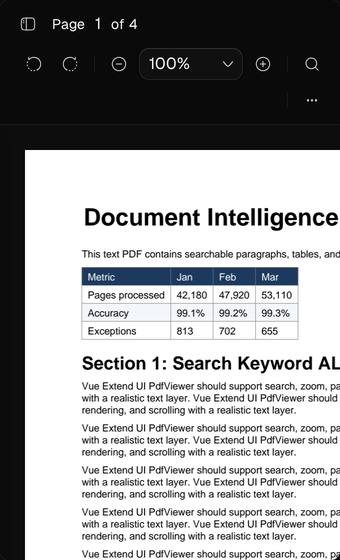 Page 1 of 4
100%
Document Intelligence
This text PDF contains searchable paragraphs, tables, and
Metric Jan Feb Mar
Pages processed 42,180 47,920 53,110
Accuracy 99.1% 99.2% 99.3%
Exceptions 813 702 655
Section 1: Search Keyword AL
Vue Extend UI PdfViewer should support search, zoom, pa
with a realistic text layer. Vue Extend UI PdfViewer should
rendering, and scrolling with a realistic text layer.
Vue Extend UI PdfViewer should support search, zoom, pa
with a realistic text layer. Vue Extend UI PdfViewer should
rendering, and scrolling with a realistic text layer.
Vue Extend UI PdfViewer should support search, zoom, pa
with a realistic text layer. Vue Extend UI PdfViewer should
rendering, and scrolling with a realistic text layer.
Vue Extend UI PdfViewer should support search, zoom, pa
with a realistic text layer. Vue Extend UI PdfViewer should
rendering, and scrolling with a realistic text layer.
Vue Extend UI PdfViewer should support search, zoom, pa